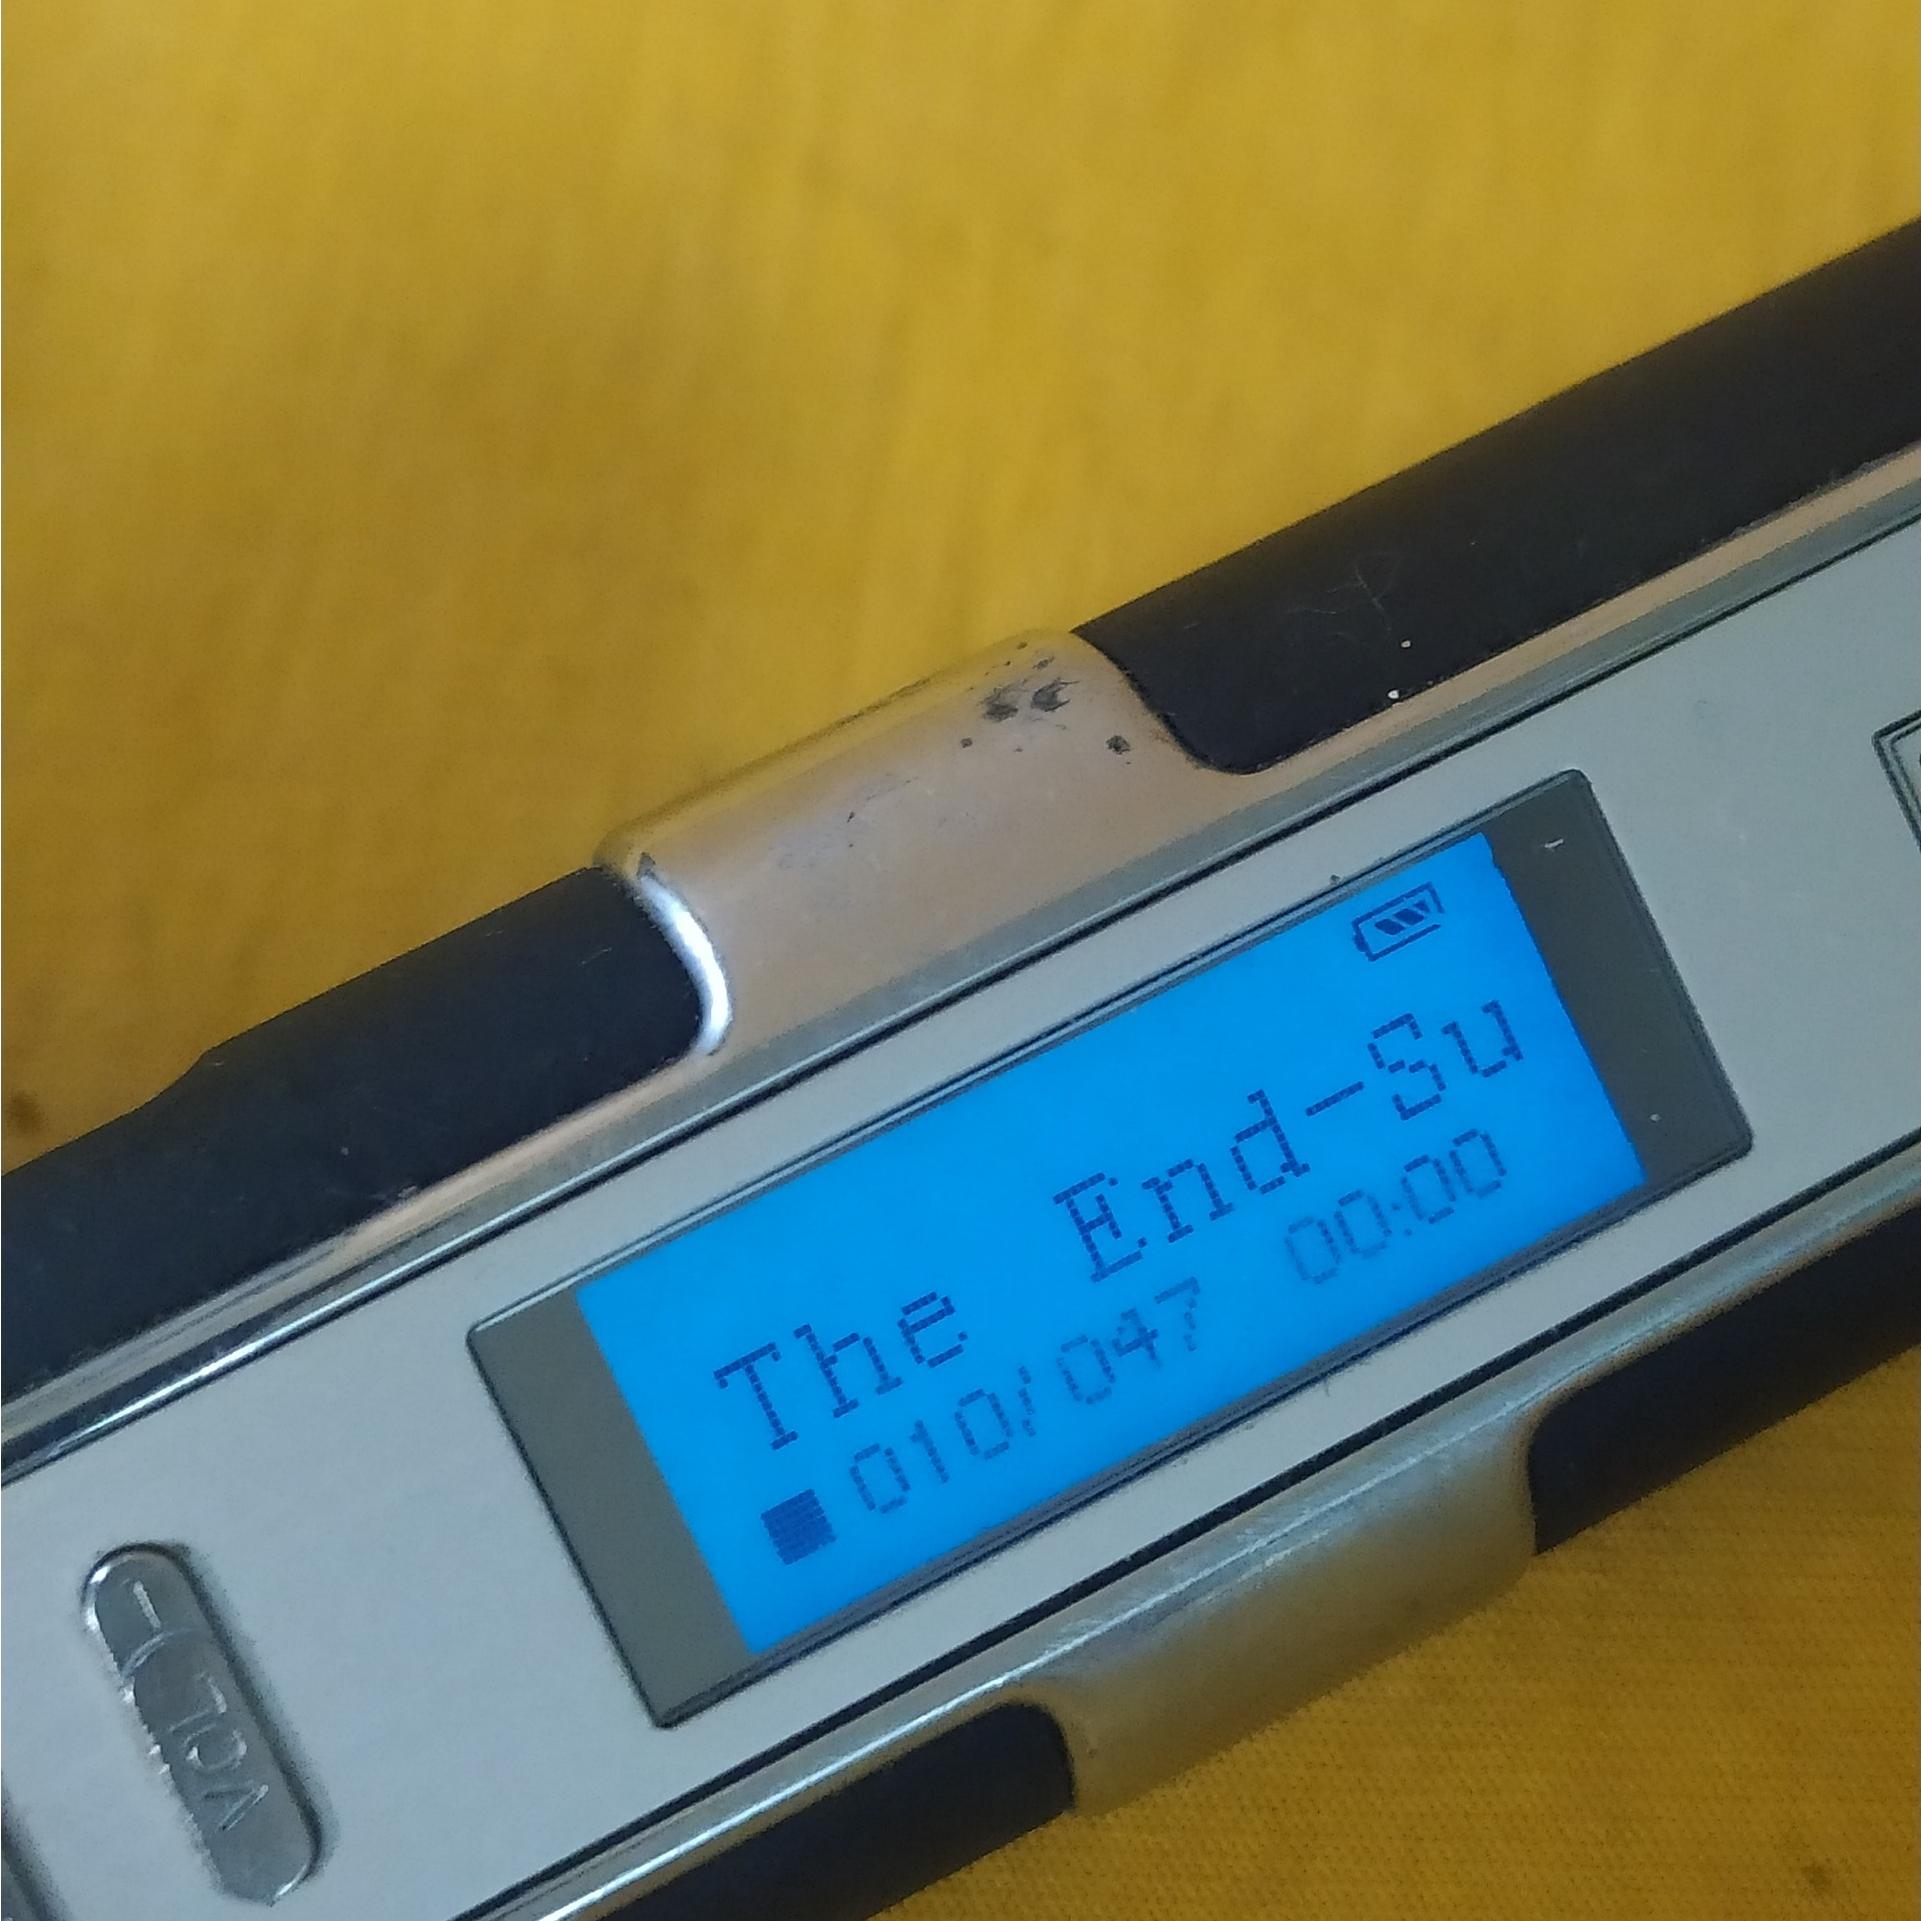 The End-Su
010/047 00:00
VOL -